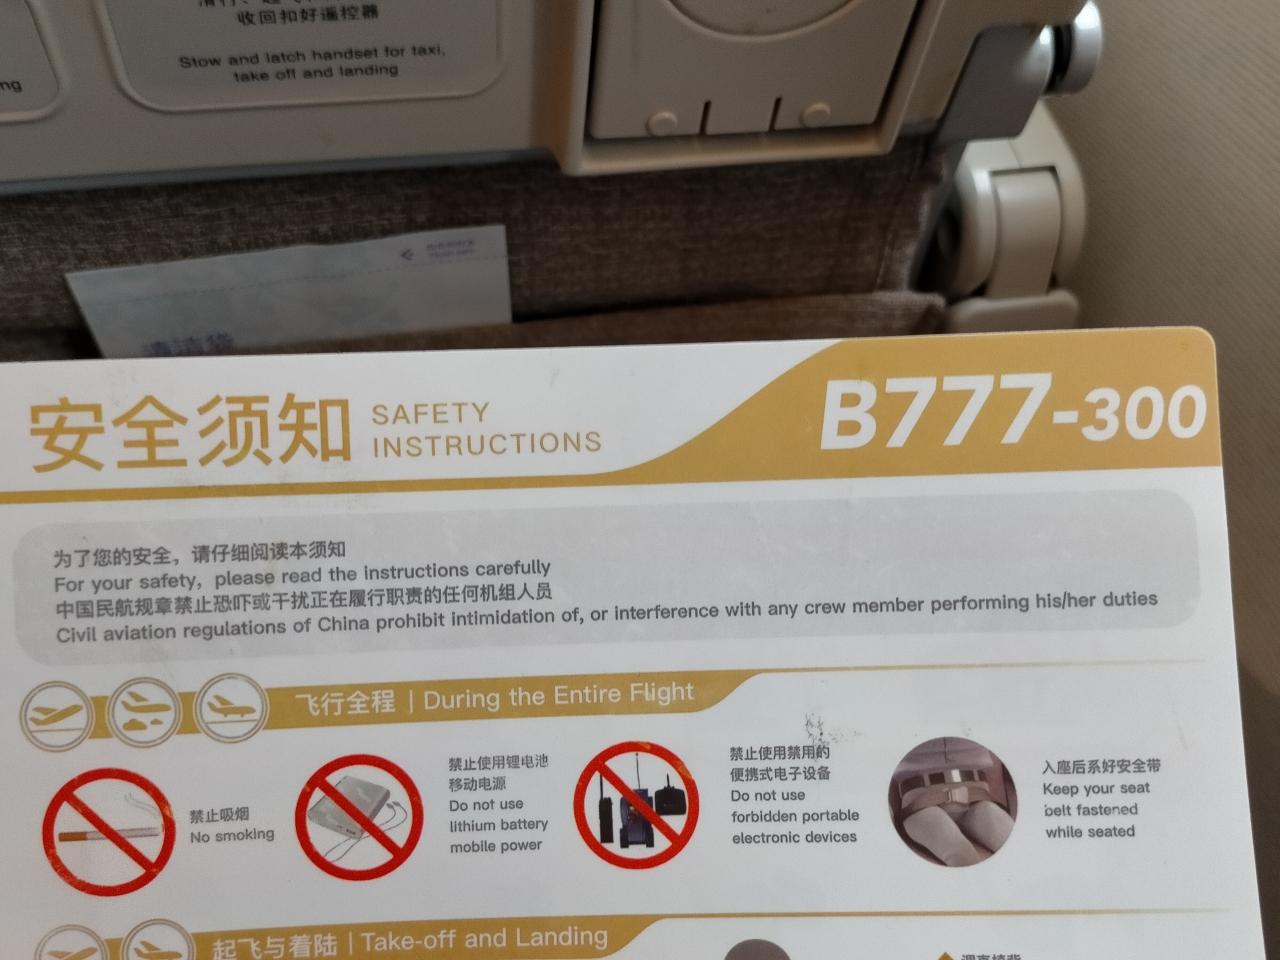 收回扣好遥控器
Stow and latch handset for taxi,
take off and landing
ng
清洁袋
安全须知
SAFETY
INSTRUCTIONS
B777-300
为了您的安全，请仔细阅读本须知
For your safety, please read the instructions carefully
中国民航规章禁止恐吓或干扰正在履行职责的任何机组人员
Civil aviation regulations of China prohibit intimidation of, or interference with any crew member performing his/her duties
飞行全程 | During the Entire Flight
禁止吸烟
No smoking
禁止使用锂电池
移动电源
Do not use
lithium battery
mobile power
禁止使用禁用的
便携式电子设备
Do not use
forbidden portable
electronic devices
入座后系好安全带
Keep your seat
belt fastened
while seated
起飞与着陆 | Take-off and Landing